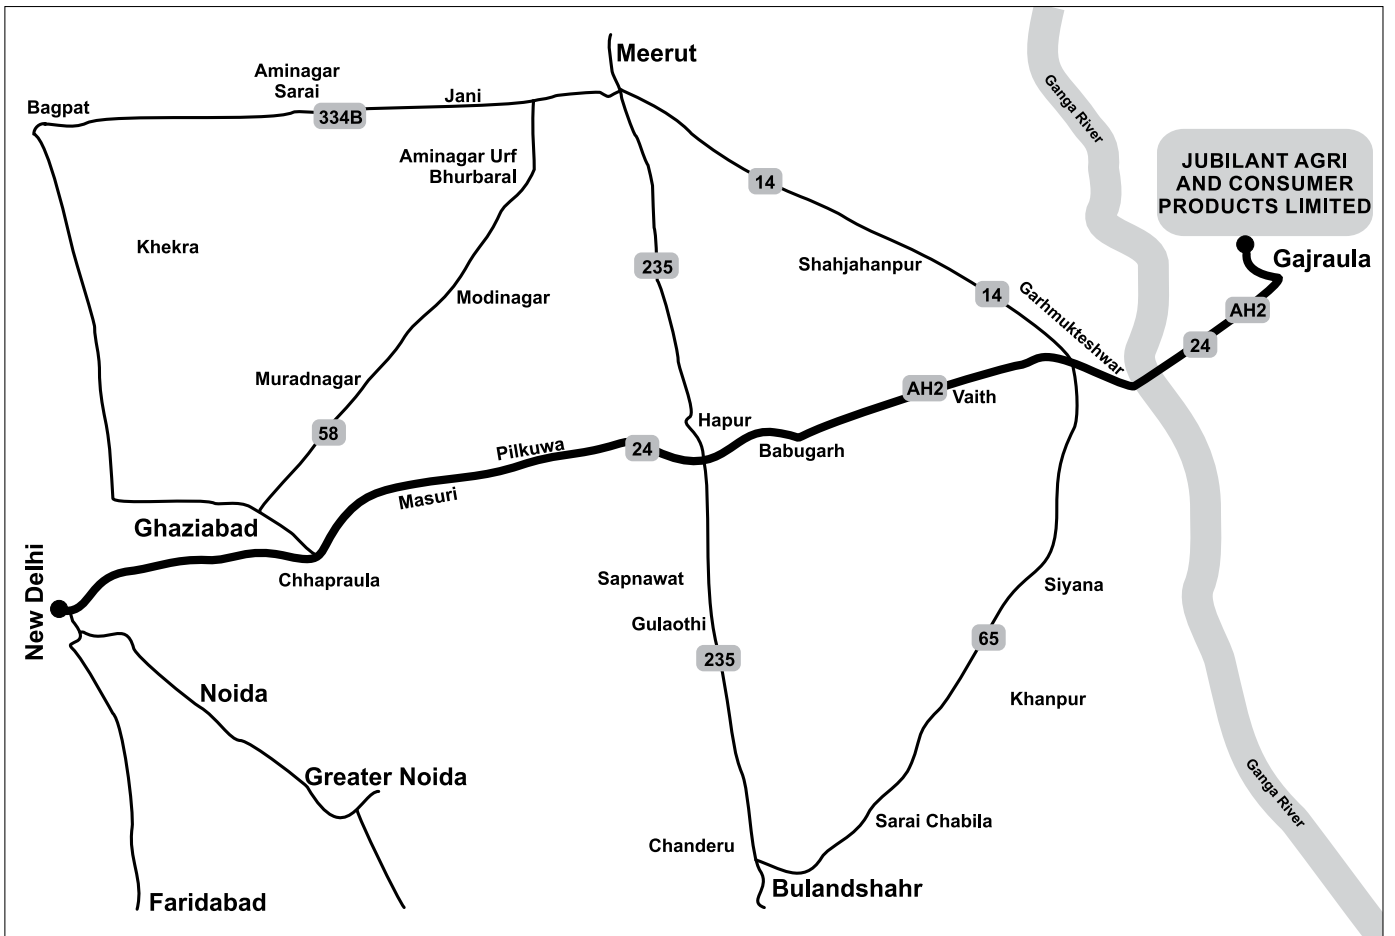 Meerut
Aminagar
Sarai
Bagpat
334B
Jani
Ganga River
Aminagar Urf
Bhurbaral
14
JUBILANT AGRI
AND CONSUMER
PRODUCTS LIMITED
Khekra
235
Shahjahanpur
Gajraula
Modinagar
14
Garhmukteshwar
AH2
24
Muradnagar
AH2
Vaith
58
Hapur
Pilkuwa
24
Babugarh
Masuri
Ghaziabad
New Delhi
Chhapraula
Sapnawat
Siyana
Gulaothi
65
235
Noida
Khanpur
Greater Noida
Ganga River
Sarai Chabila
Chanderu
Bulandshahr
Faridabad